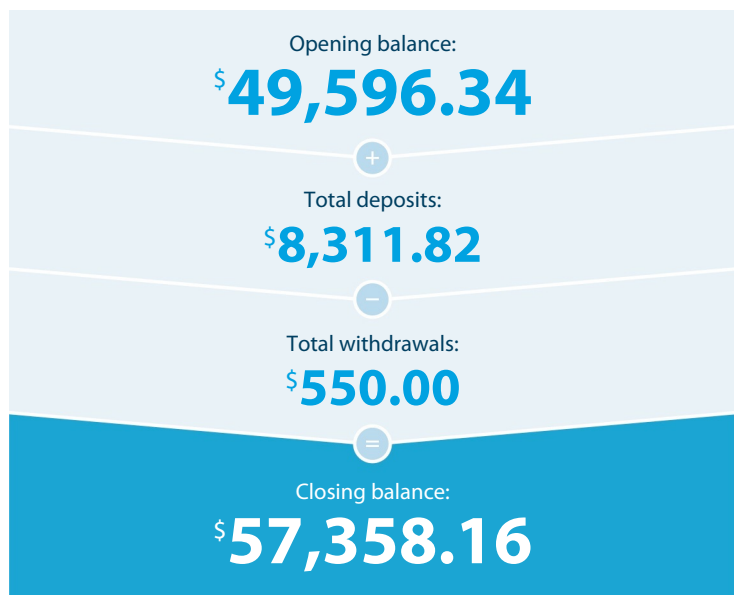 Opening balance:
$49,596.34
+
Total deposits:
$8,311.82
−
Total withdrawals:
$550.00
=
Closing balance:
$57,358.16